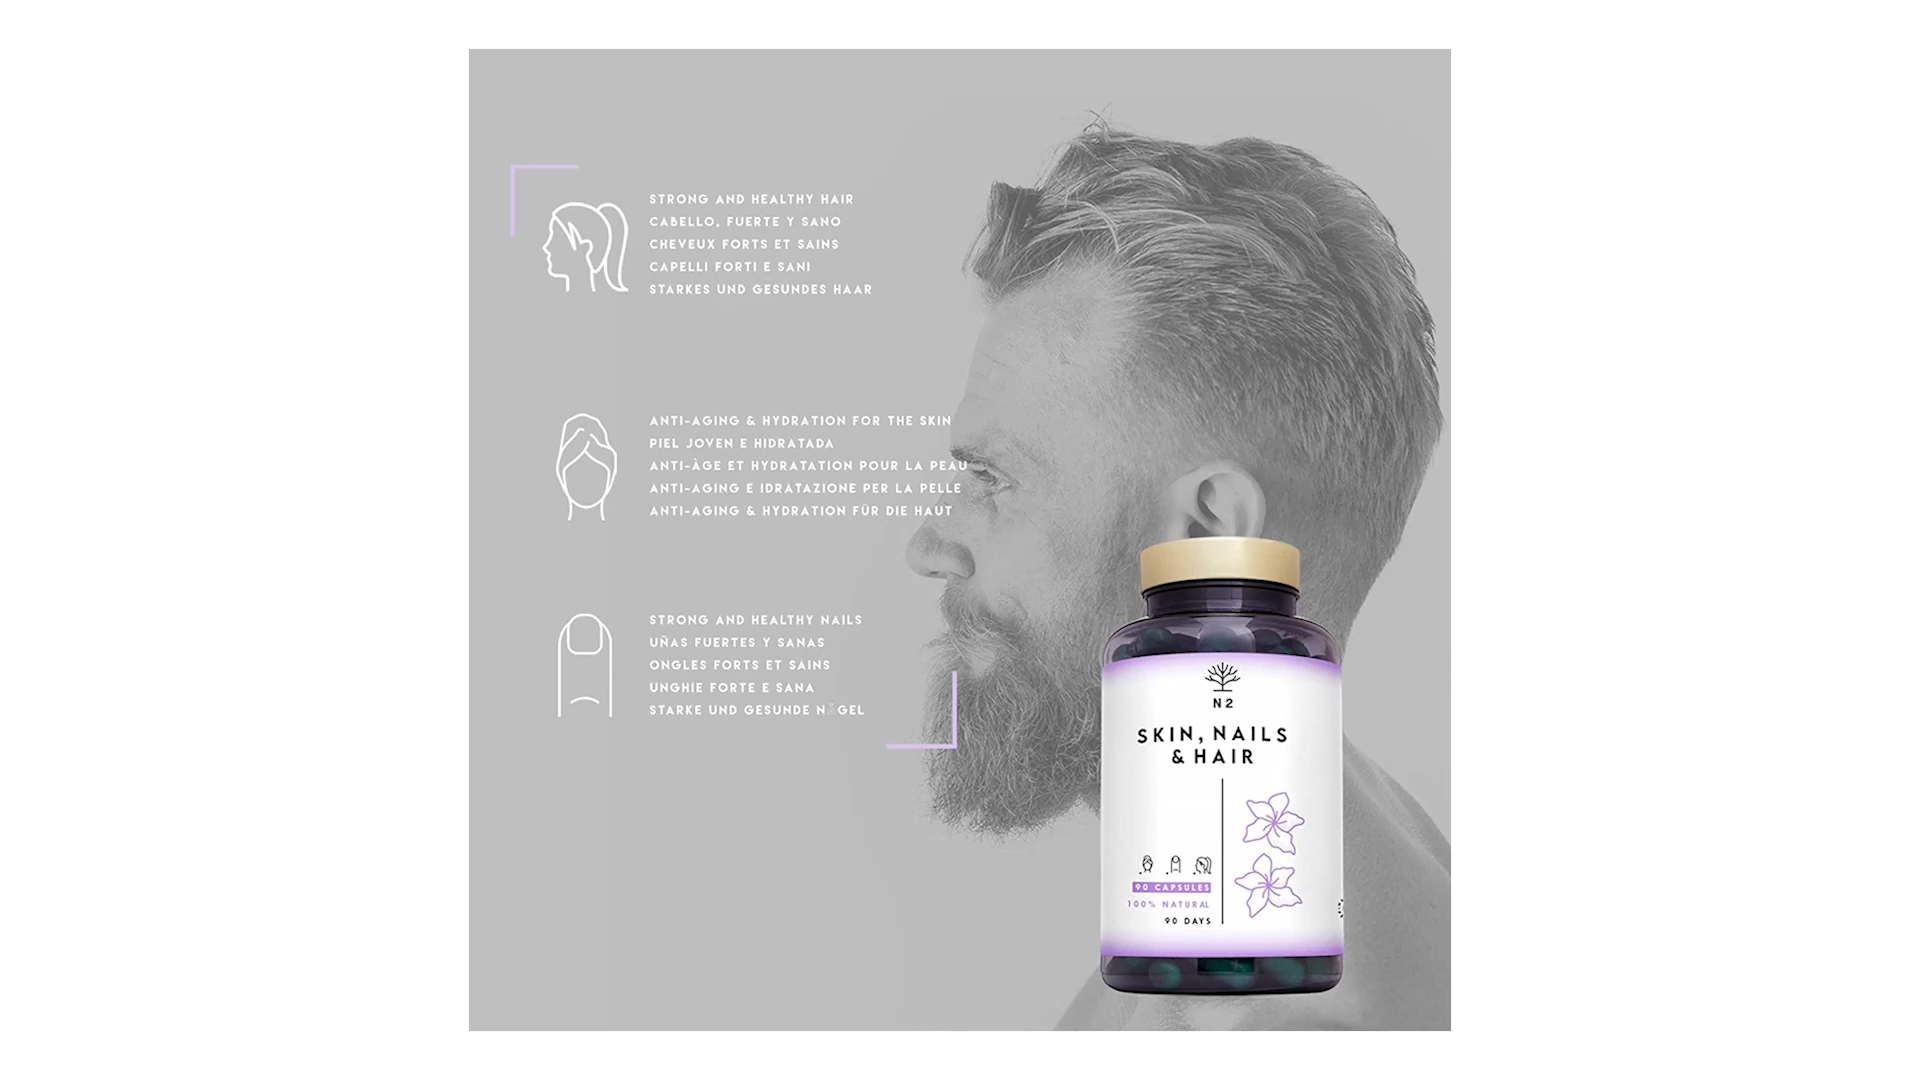 STRONG AND HEALTHY HAIR
CABELLO, FUERTE Y SANO
CHEVEUX FORTS ET SAINS
CAPELLI FORTI E SANI
STARKES UND GESUNDES HAAR
ANTI-AGING & HYDRATION FOR THE SKIN
PIEL JOVEN E HIDRATADA
ANTI-ÀGE ET HYDRATATION POUR LA PEAU
ANTI-AGING E IDRATAZIONE PER LA PELLE
ANTI-AGING & HYDRATION FÜR DIE HAUT
STRONG AND HEALTHY NAILS
UÑAS FUERTES Y SANAS
ONGLES FORTS ET SAINS
UNGHIE FORTE E SANA
STARKE UND GESUNDE
N2
SKIN, NAILS
& HAIR
90 CAPSULES
100% NATURAL
90 DAYS